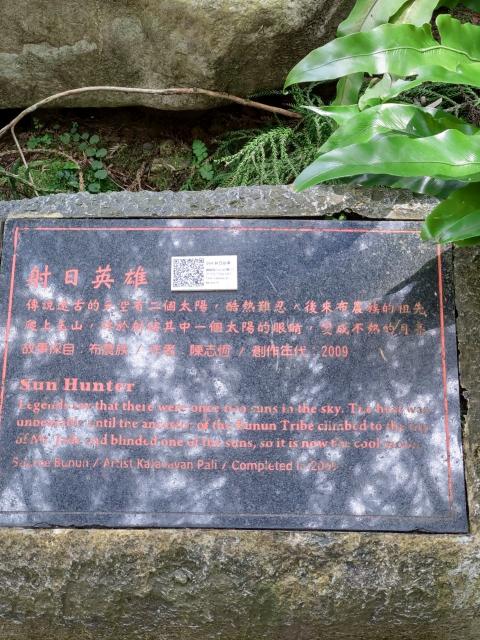 射日英雄
傳說遠古的天空有二個太陽，酷熱難忍，後來布農族的祖先
爬上玉山，其中一個太陽的眼睛，變成不熱的月亮
故事來自：布農族 / 作者：陳志恆 / 創作年代：2009
Sun Hunter
Legends say that there were once two suns in the sky. The heat was
unbearable until the ancestor of the Bunun Tribe climbed to the top
of Mt. Jade and blinded one of the suns, so it is now the cool moon.
Source Bunun / Artist Kalavayan Pali / Completed in 2009